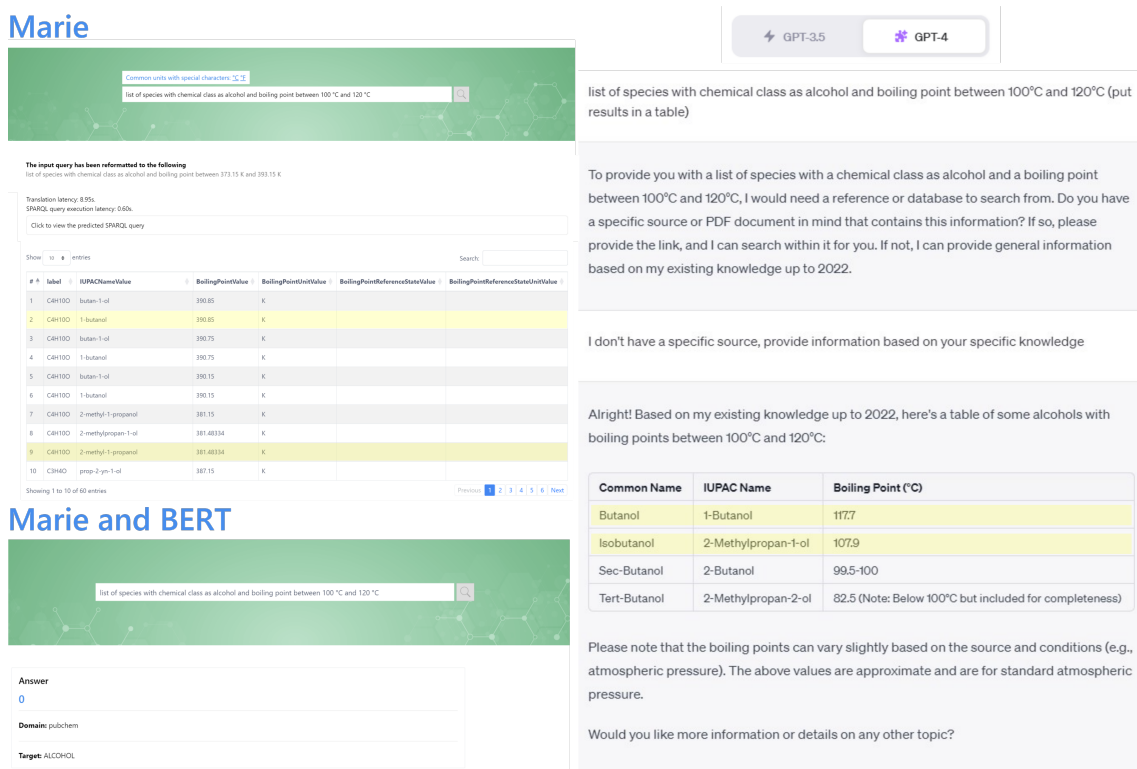 Marie
Common units with special characters: °C °F
list of species with chemical class as alcohol and boiling point between 100 °C and 120 °C
The input query has been reformatted to the following
list of species with chemical class as alcohol and boiling point between 373.15 K and 393.15 K
Translation latency: 8.95s.
SPARQL query execution latency: 0.60s.
Click to view the predicted SPARQL query
Show 10 entries Search:
# label IUPACNameValue BoilingPointValue BoilingPointUnitValue BoilingPointReferenceStateValue BoilingPointReferenceStateUnitValue
1 C4H10O butan-1-ol 390.85 K
2 C4H10O 1-butanol 390.85 K
3 C4H10O butan-1-ol 390.75 K
4 C4H10O 1-butanol 390.75 K
5 C4H10O butan-1-ol 390.15 K
6 C4H10O 1-butanol 390.15 K
7 C4H10O 2-methyl-1-propanol 381.15 K
8 C4H10O 2-methylpropan-1-ol 381.48334 K
9 C4H10O 2-methyl-1-propanol 381.48334 K
10 C3H4O prop-2-yn-1-ol 387.15 K
Showing 1 to 10 of 60 entries Previous 1 2 3 4 5 6 Next
Marie and BERT
list of species with chemical class as alcohol and boiling point between 100 °C and 120 °C
Answer
0
Domain: pubchem
Target: ALCOHOL
GPT-3.5 GPT-4
list of species with chemical class as alcohol and boiling point between 100°C and 120°C (put
results in a table)
To provide you with a list of species with a chemical class as alcohol and a boiling point
between 100°C and 120°C, I would need a reference or database to search from. Do you have
a specific source or PDF document in mind that contains this information? If so, please
provide the link, and I can search within it for you. If not, I can provide general information
based on my existing knowledge up to 2022.
I don't have a specific source, provide information based on your specific knowledge
Alright! Based on my existing knowledge up to 2022, here's a table of some alcohols with
boiling points between 100°C and 120°C:
Common Name IUPAC Name Boiling Point (°C)
Butanol 1-Butanol 117.7
Isobutanol 2-Methylpropan-1-ol 107.9
Sec-Butanol 2-Butanol 99.5-100
Tert-Butanol 2-Methylpropan-2-ol 82.5 (Note: Below 100°C but included for completeness)
Please note that the boiling points can vary slightly based on the source and conditions (e.g.,
atmospheric pressure). The above values are approximate and are for standard atmospheric
pressure.
Would you like more information or details on any other topic?